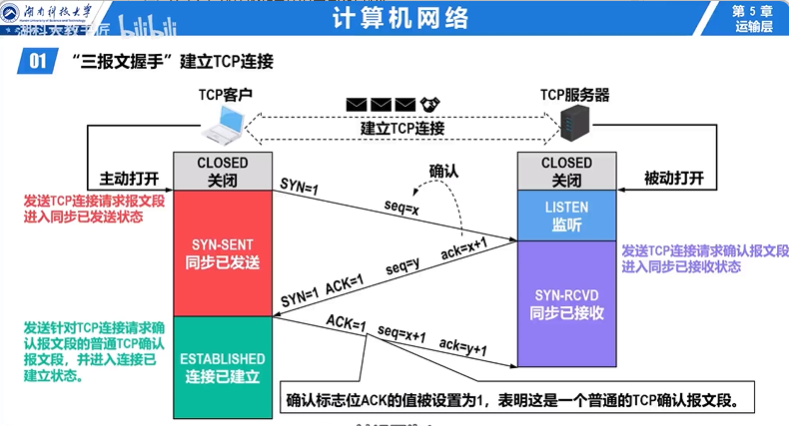 湖南科技大学
湖科大教书匠 bilibili
计算机网络
第 5 章
运输层
01 “三报文握手”建立TCP连接
TCP客户
TCP服务器
建立TCP连接
主动打开
CLOSED
关闭
确认
CLOSED
关闭
被动打开
发送TCP连接请求报文段
进入同步已发送状态
SYN=1 seq=x
LISTEN
监听
SYN-SENT
同步已发送
SYN=1 ACK=1 seq=y ack=x+1
发送TCP连接请求确认报文段
进入同步已接收状态
SYN-RCVD
同步已接收
发送针对TCP连接请求确
认报文段的普通TCP确认
报文段，并进入连接已
建立状态。
ACK=1 seq=x+1 ack=y+1
ESTABLISHED
连接已建立
确认标志位ACK的值被设置为1，表明这是一个普通的TCP确认报文段。